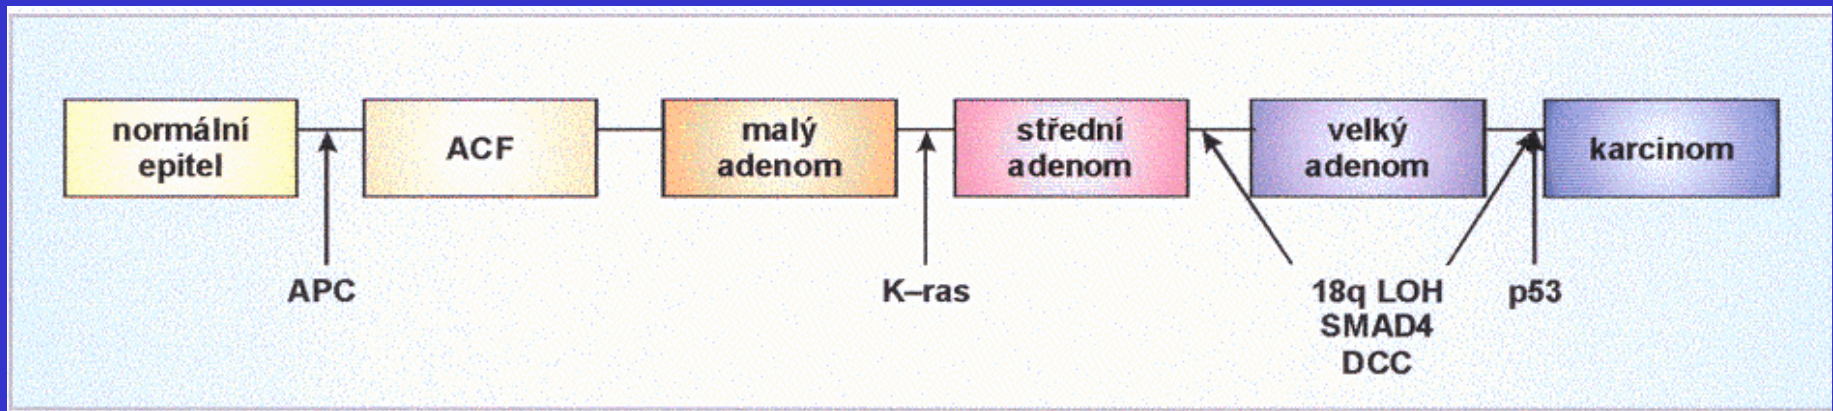 normální
epitel
ACF
malý
adenom
střední
adenom
velký
adenom
karcinom
APC
K–ras
18q LOH
SMAD4
DCC
p53